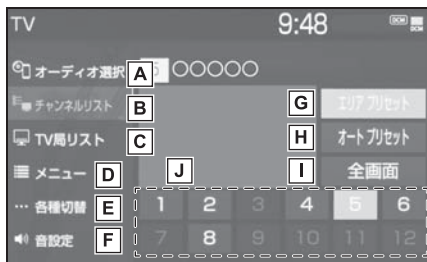 TV 9:48 DCM DCM
オーディオ選択 A 5 ○○○○○
チャンネルリスト B G エリア プリセット
TV局リスト C H オートプリセット
メニュー D J I 全画面
各種切替 E 1 2 3 4 5 6
音設定 F 7 8 9 10 11 12